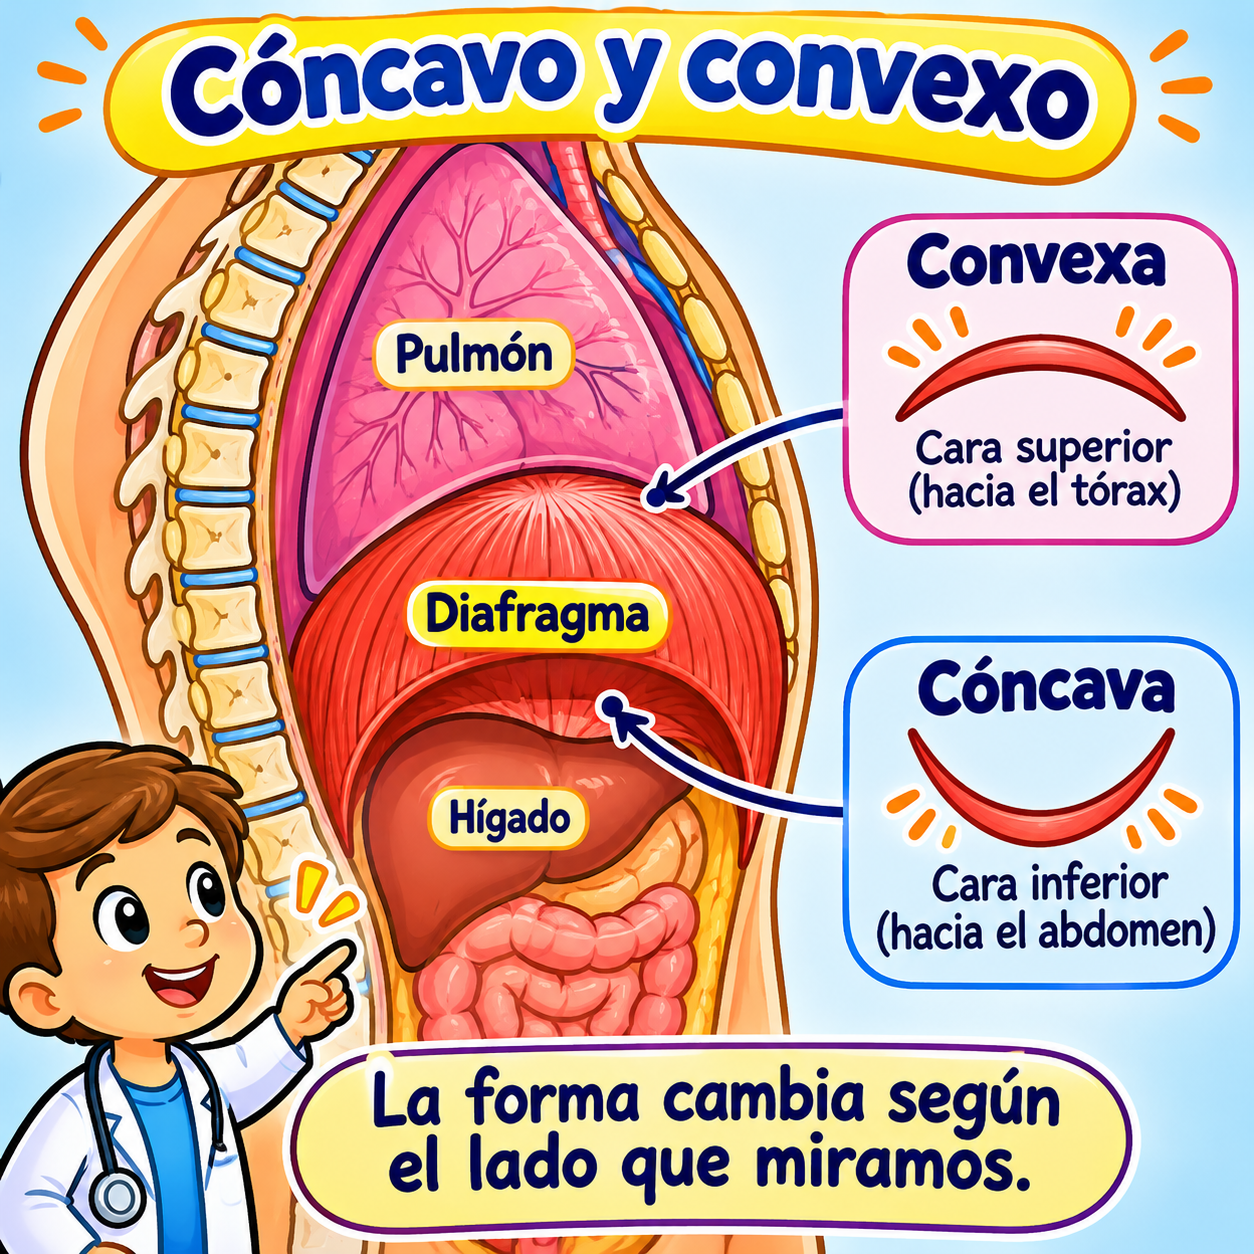 Cóncavo y convexo
Pulmón
Diafragma
Hígado
Convexa
Cara superior
(hacia el tórax)
Cóncava
Cara inferior
(hacia el abdomen)
La forma cambia según
el lado que miramos.